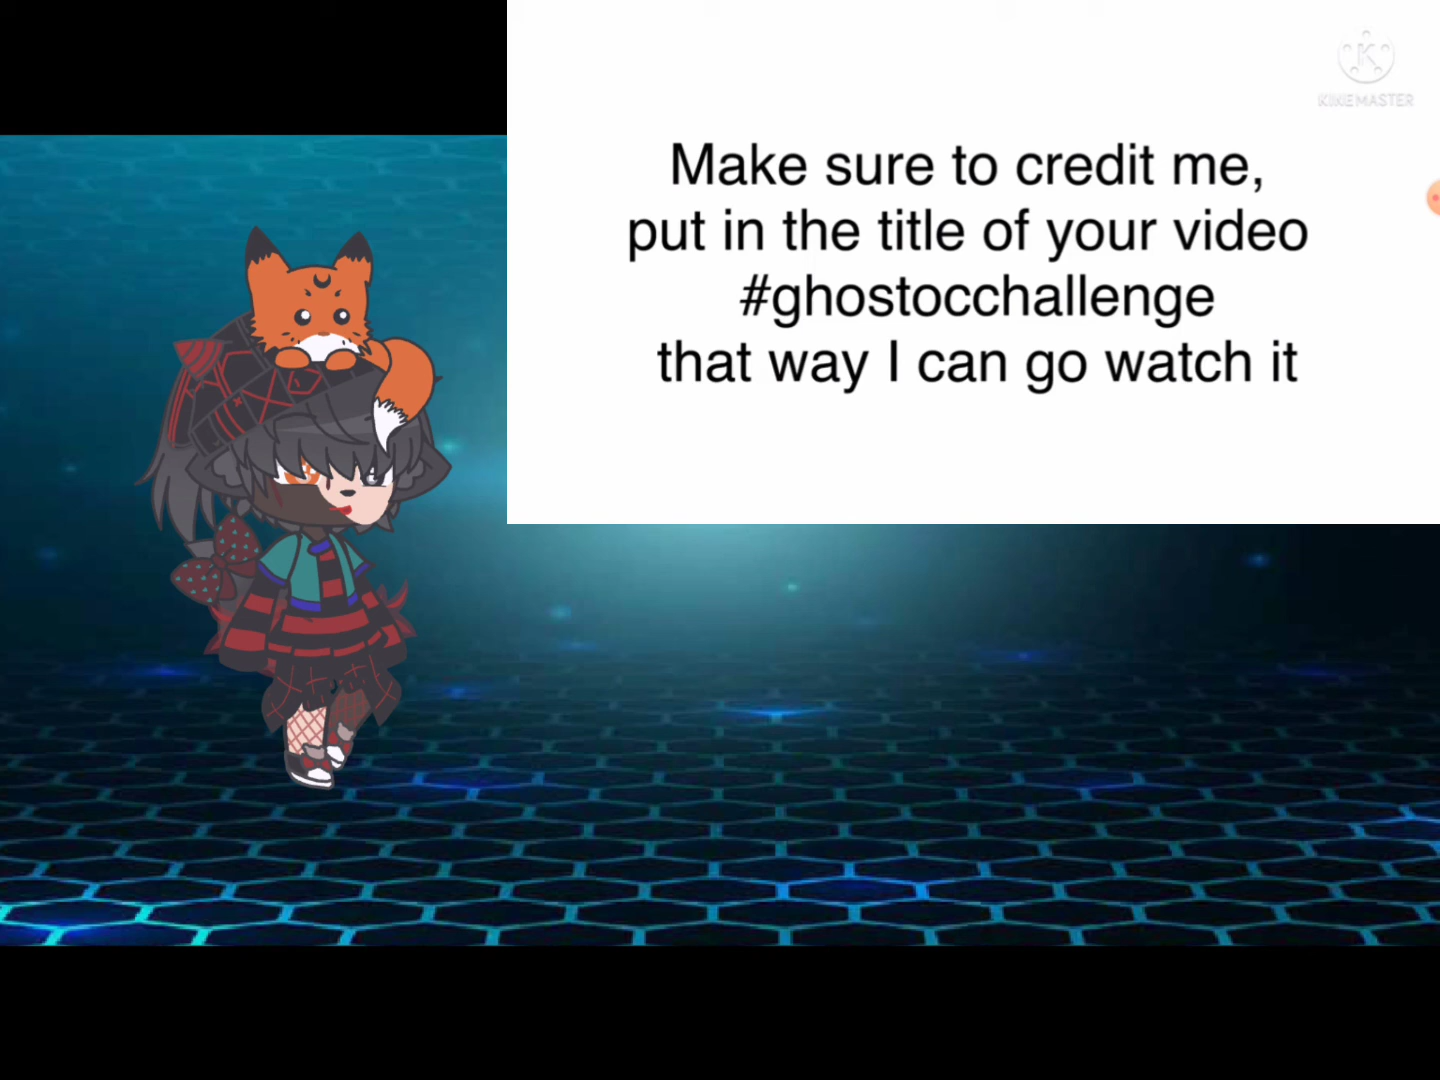 K
KINEMASTER
Make sure to credit me,
put in the title of your video
#ghostocchallenge
that way I can go watch it